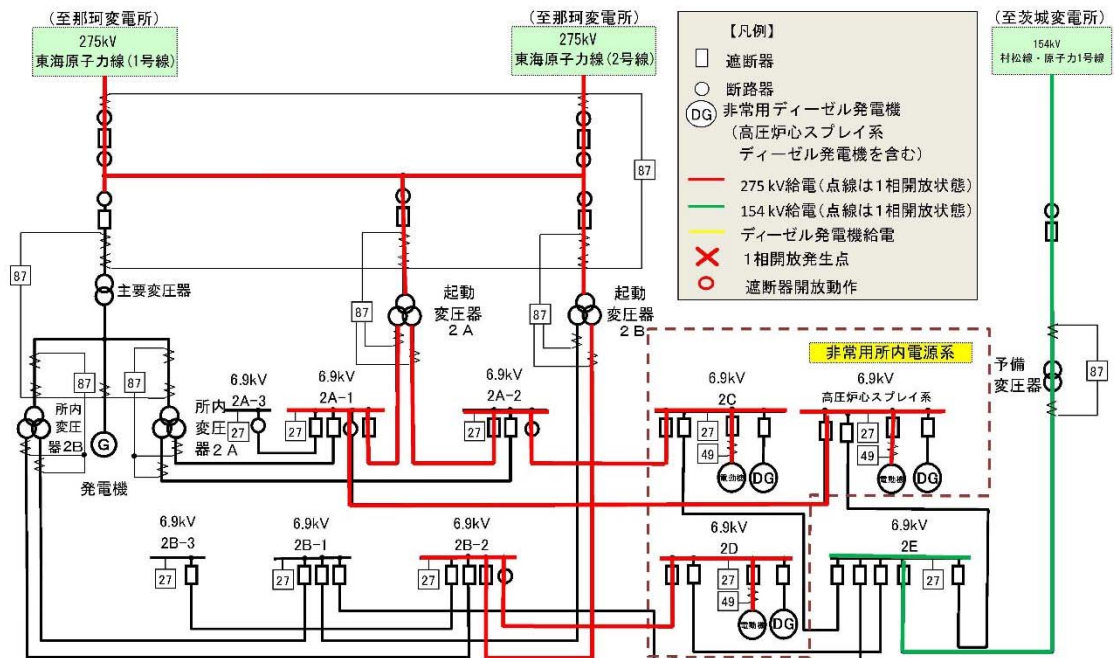 (至那珂変電所)
275kV
東海原子力線(1号線)
(至那珂変電所)
275kV
東海原子力線(2号線)
(至茨城変電所)
154kV
村松線・原子力1号線
【凡例】
遮断器
断路器
DG
非常用ディーゼル発電機
(高圧炉心スプレイ系
ディーゼル発電機を含む)
275 kV給電(点線は1相開放状態)
154 kV給電(点線は1相開放状態)
ディーゼル発電機給電
1相開放発生点
遮断器開放動作
87
87
87
87
87
87
87
主要変圧器
起動
変圧器
2A
起動
変圧器
2B
予備
変圧器
非常用所内電源系
所内
変圧
器2B
G
発電機
所内
変圧
器2A
6.9kV
2A-3
27
6.9kV
2A-1
27
6.9kV
2A-2
27
6.9kV
2C
27
49
電動機
DG
6.9kV
高圧炉心スプレイ系
27
49
電動機
DG
6.9kV
2B-3
27
6.9kV
2B-1
27
6.9kV
2B-2
27
6.9kV
2D
27
49
電動機
DG
6.9kV
2E
27